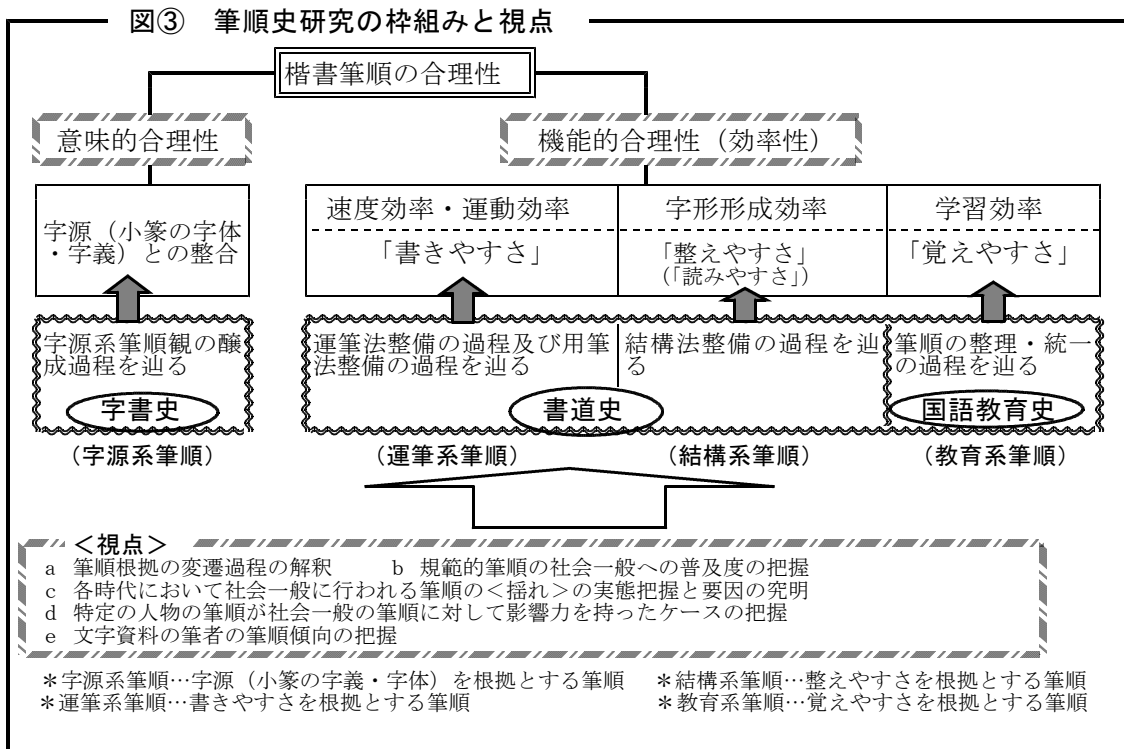 図③ 筆順史研究の枠組みと視点
楷書筆順の合理性
意味的合理性
機能的合理性（効率性）
字源（小篆の字体
・字義）との整合
速度効率・運動効率
「書きやすさ」
字形形成効率
「整えやすさ」
（「読みやすさ」）
学習効率
「覚えやすさ」
字源系筆順観の醸
成過程を辿る
字書史
運筆法整備の過程及び用筆
法整備の過程を辿る
結構法整備の過程を辿
る
書道史
筆順の整理・統一
の過程を辿る
国語教育史
（字源系筆順）
（運筆系筆順）
（結構系筆順）
（教育系筆順）
＜視点＞
a 筆順根拠の変遷過程の解釈 b 規範的筆順の社会一般への普及度の把握
c 各時代において社会一般に行われる筆順の＜揺れ＞の実態把握と要因の究明
d 特定の人物の筆順が社会一般の筆順に対して影響力を持ったケースの把握
e 文字資料の筆者の筆順傾向の把握
＊字源系筆順…字源（小篆の字義・字体）を根拠とする筆順 ＊結構系筆順…整えやすさを根拠とする筆順
＊運筆系筆順…書きやすさを根拠とする筆順 ＊教育系筆順…覚えやすさを根拠とする筆順